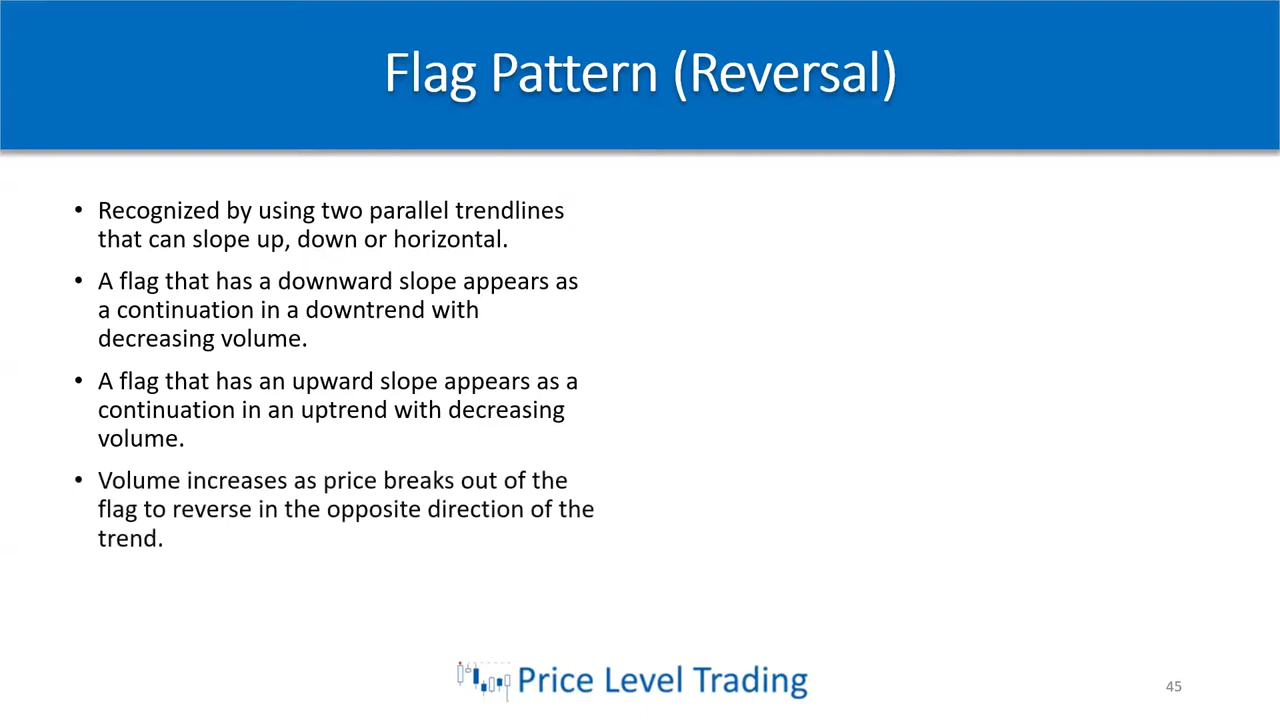 Flag Pattern (Reversal)
• Recognized by using two parallel trendlines
that can slope up, down or horizontal.
• A flag that has a downward slope appears as
a continuation in a downtrend with
decreasing volume.
• A flag that has an upward slope appears as a
continuation in an uptrend with decreasing
volume.
• Volume increases as price breaks out of the
flag to reverse in the opposite direction of the
trend.
Price Level Trading
45